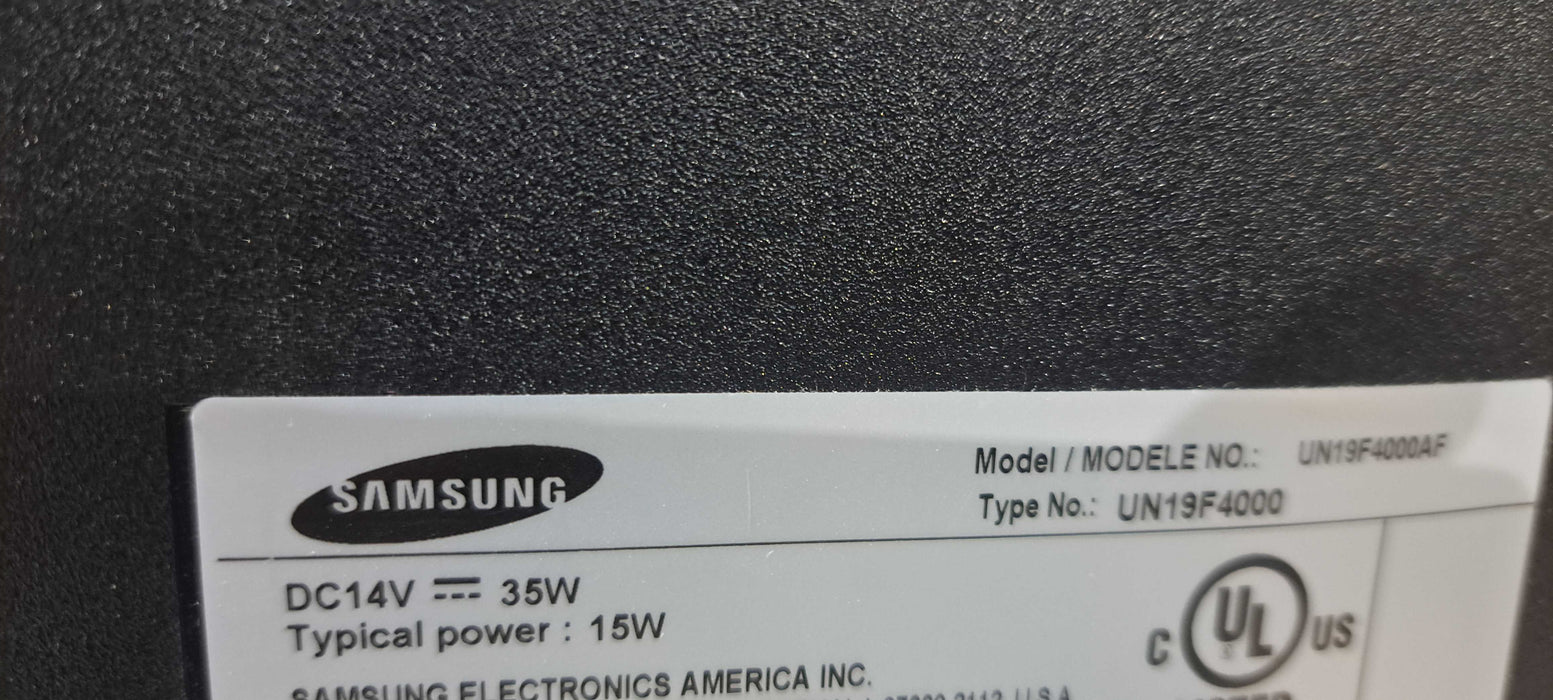 SAMSUNG
Model / MODELE NO.: UN19F4000AF
Type No.: UN19F4000
DC14V ⎓ 35W
Typical power : 15W
C UL US
SAMSUNG ELECTRONICS AMERICA INC.
U.S.A